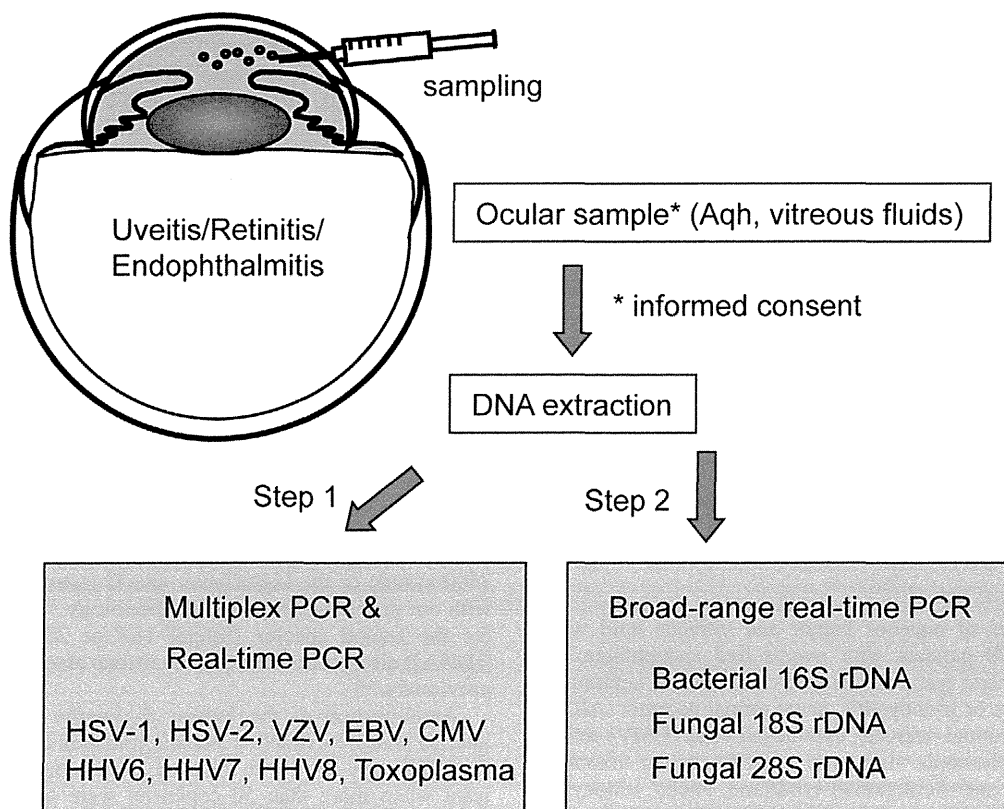 sampling
Uveitis/Retinitis/
Endophthalmitis
Ocular sample* (Aqh, vitreous fluids)
* informed consent
DNA extraction
Step 1
Step 2
Multiplex PCR &
Real-time PCR
HSV-1, HSV-2, VZV, EBV, CMV
HHV6, HHV7, HHV8, Toxoplasma
Broad-range real-time PCR
Bacterial 16S rDNA
Fungal 18S rDNA
Fungal 28S rDNA